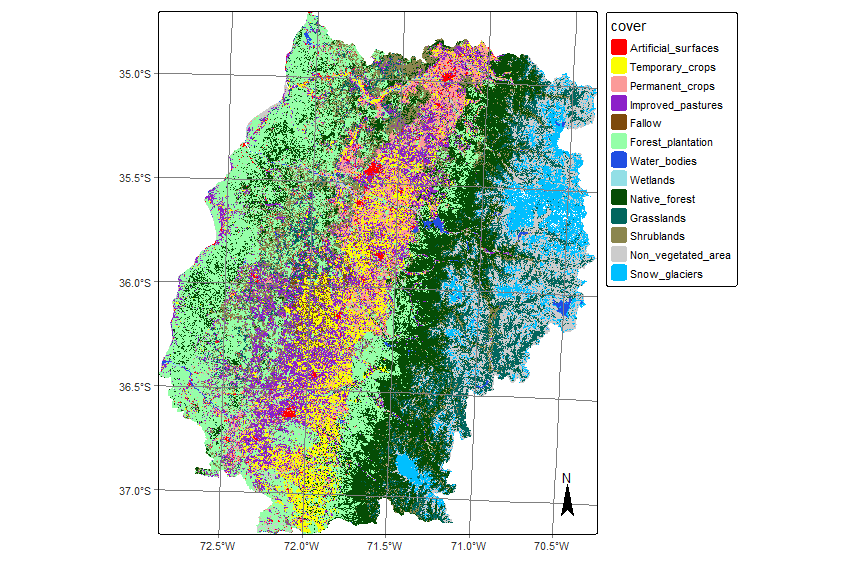 cover
Artificial_surfaces
Temporary_crops
Permanent_crops
Improved_pastures
Fallow
Forest_plantation
Water_bodies
Wetlands
Native_forest
Grasslands
Shrublands
Non_vegetated_area
Snow_glaciers
35.0°S
35.5°S
36.0°S
36.5°S
37.0°S
N
72.5°W 72.0°W 71.5°W 71.0°W 70.5°W